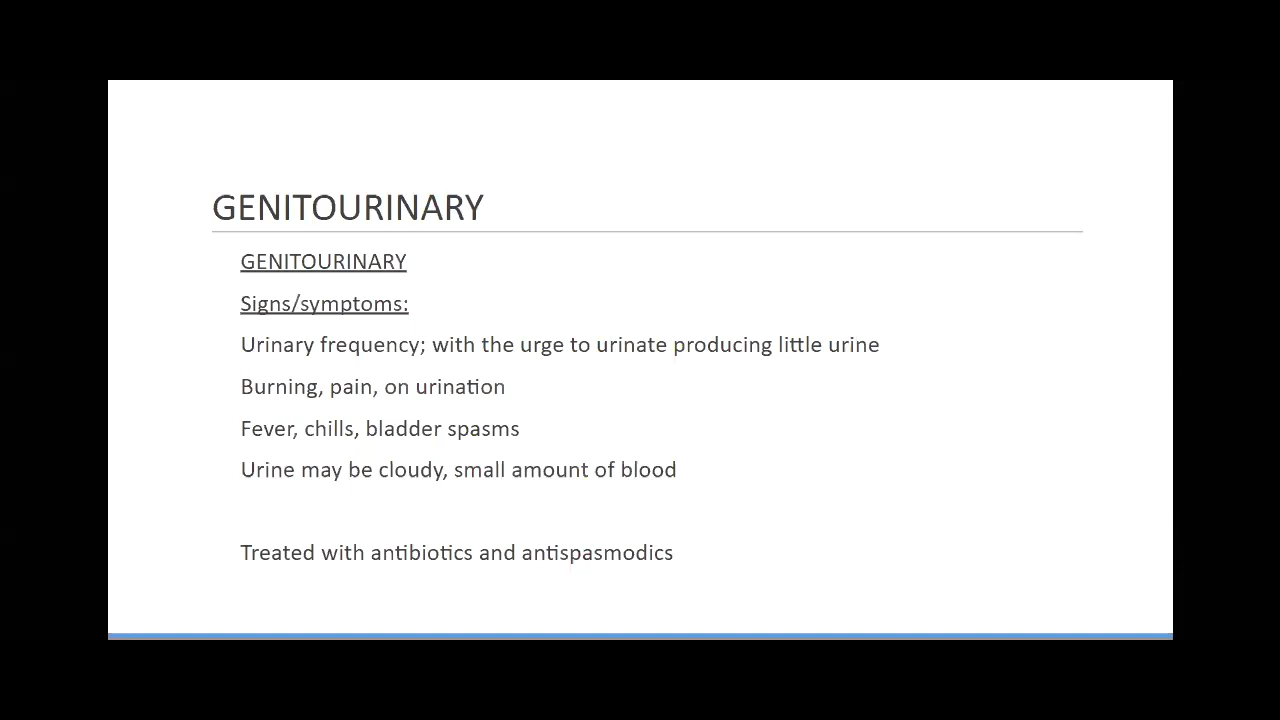 GENITOURINARY
GENITOURINARY
Signs/symptoms:
Urinary frequency; with the urge to urinate producing little urine
Burning, pain, on urination
Fever, chills, bladder spasms
Urine may be cloudy, small amount of blood
Treated with antibiotics and antispasmodics